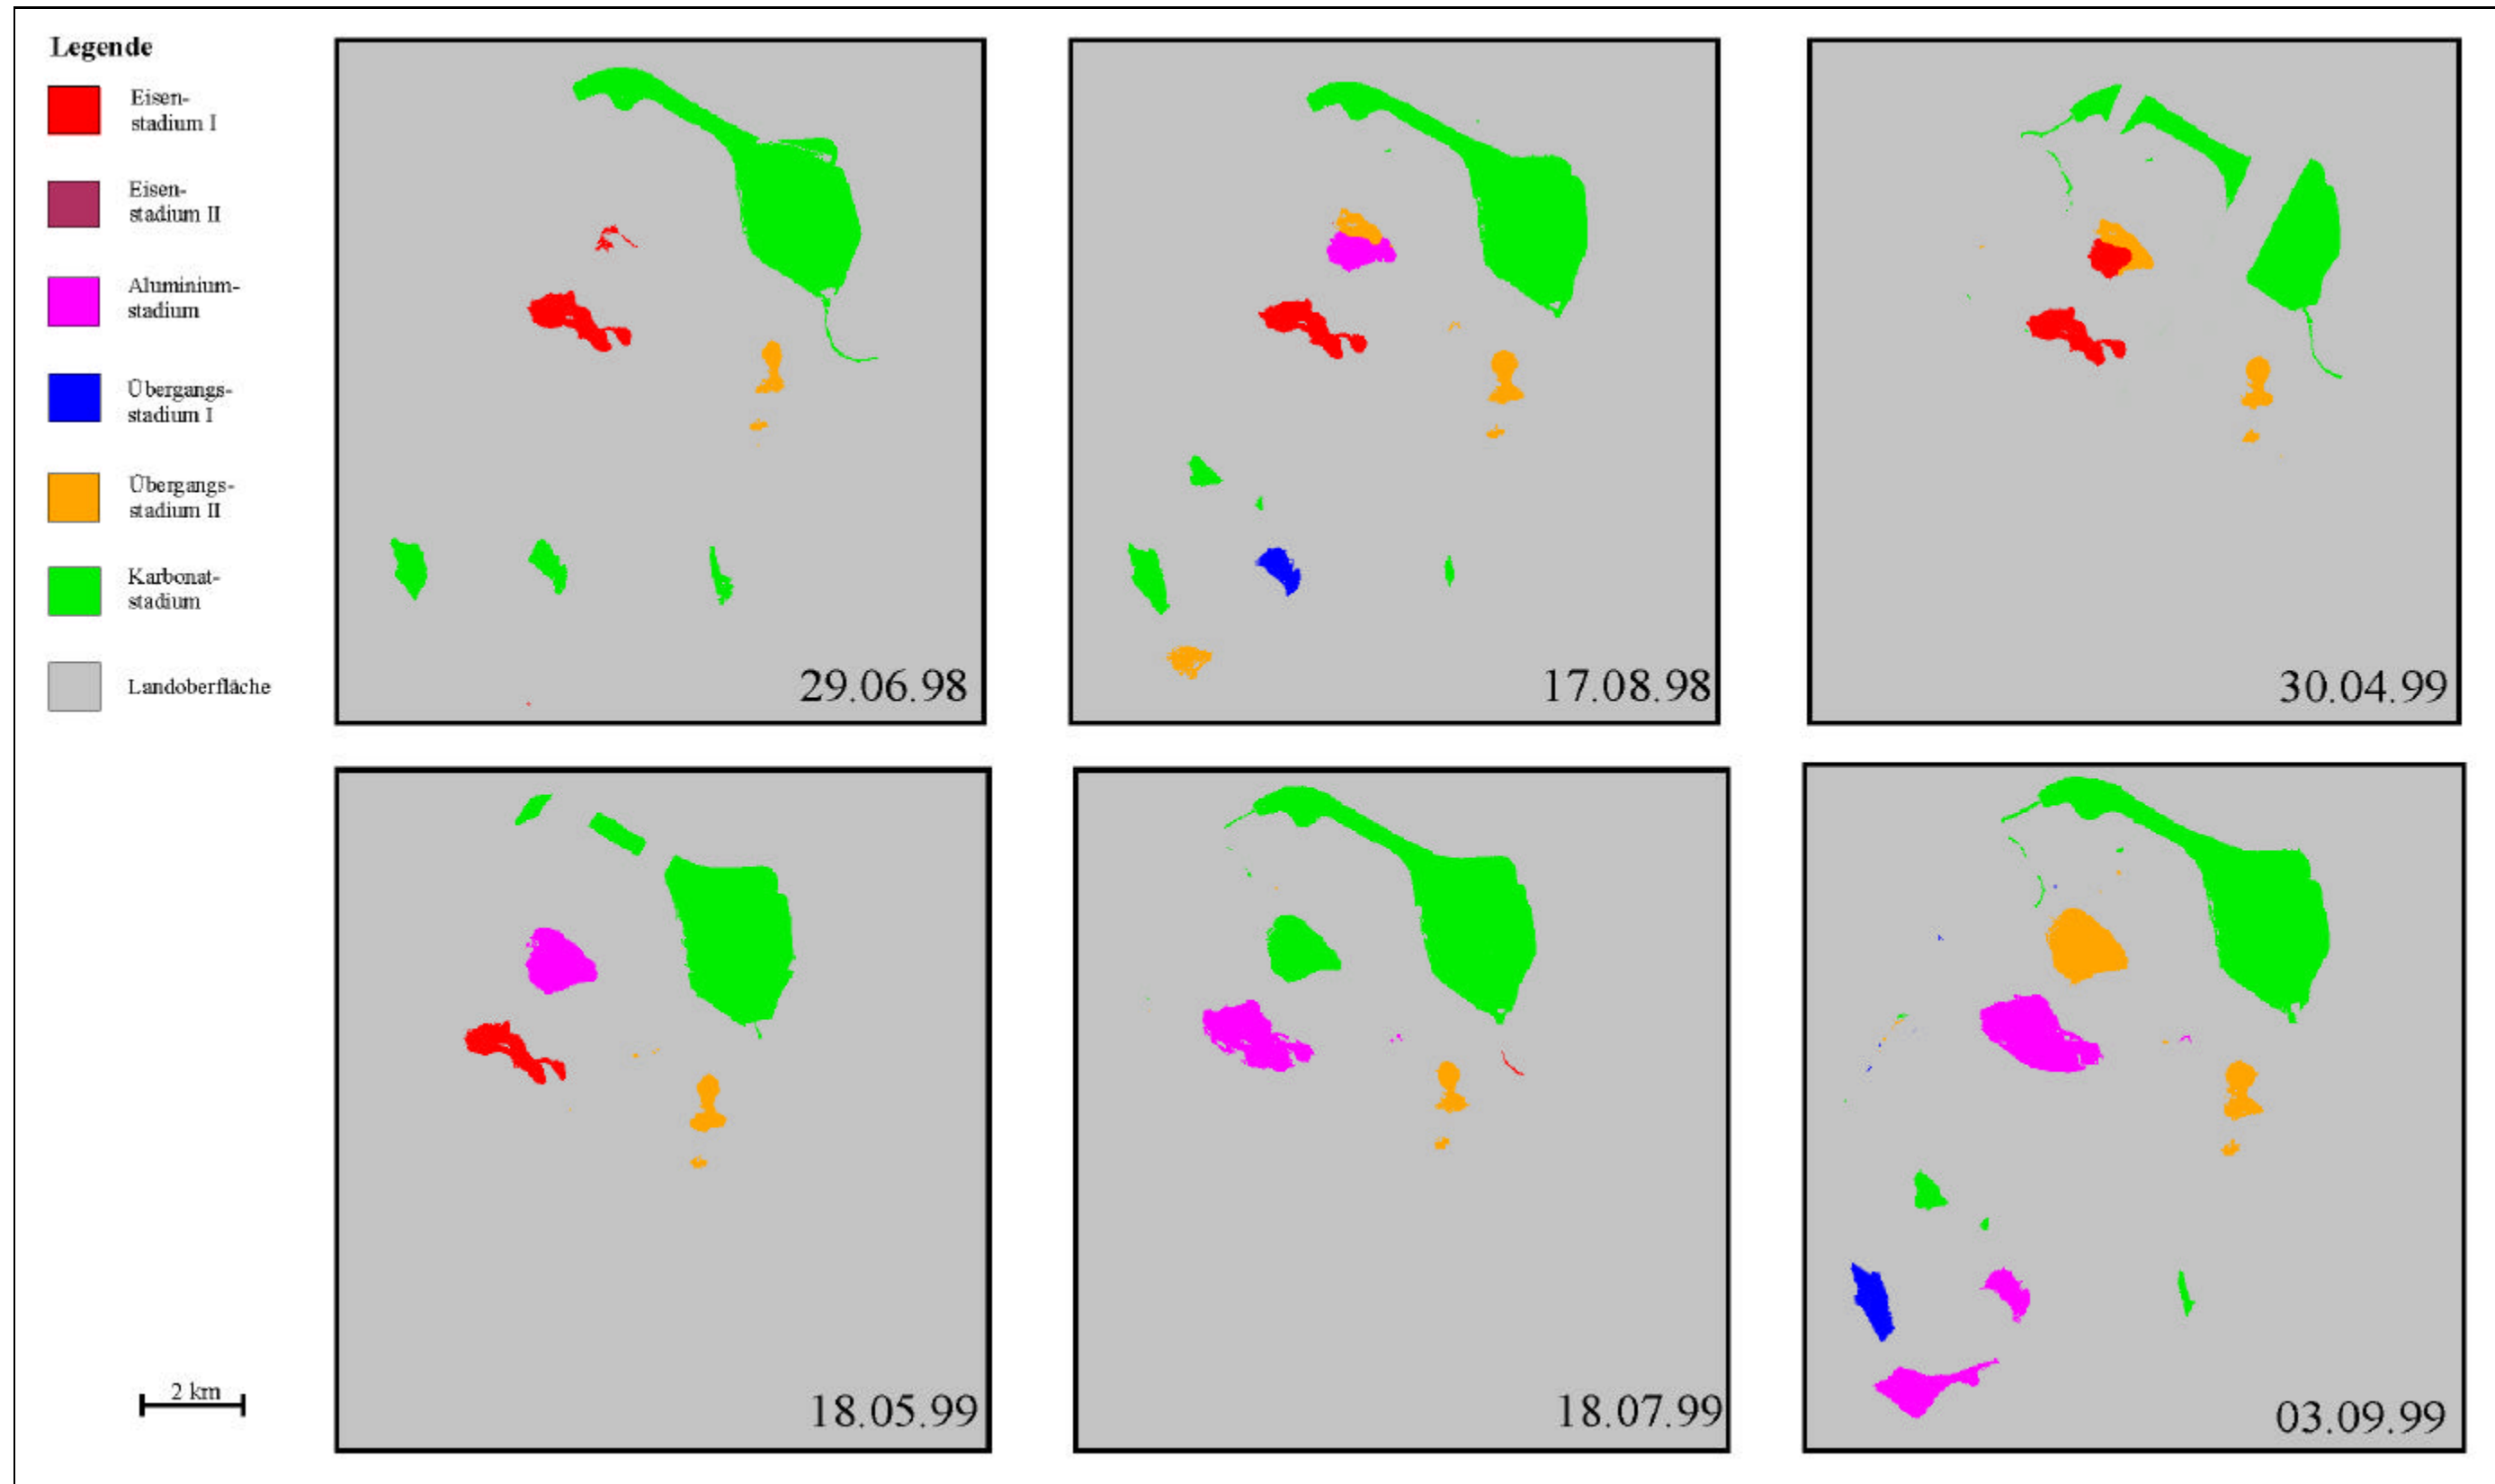 Legende
Eisen-
stadium I
Eisen-
stadium II
Aluminium-
stadium
Übergangs-
stadium I
Übergangs-
stadium II
Karbonat-
stadium
Landoberfläche
2 km
29.06.98
17.08.98
30.04.99
18.05.99
18.07.99
03.09.99